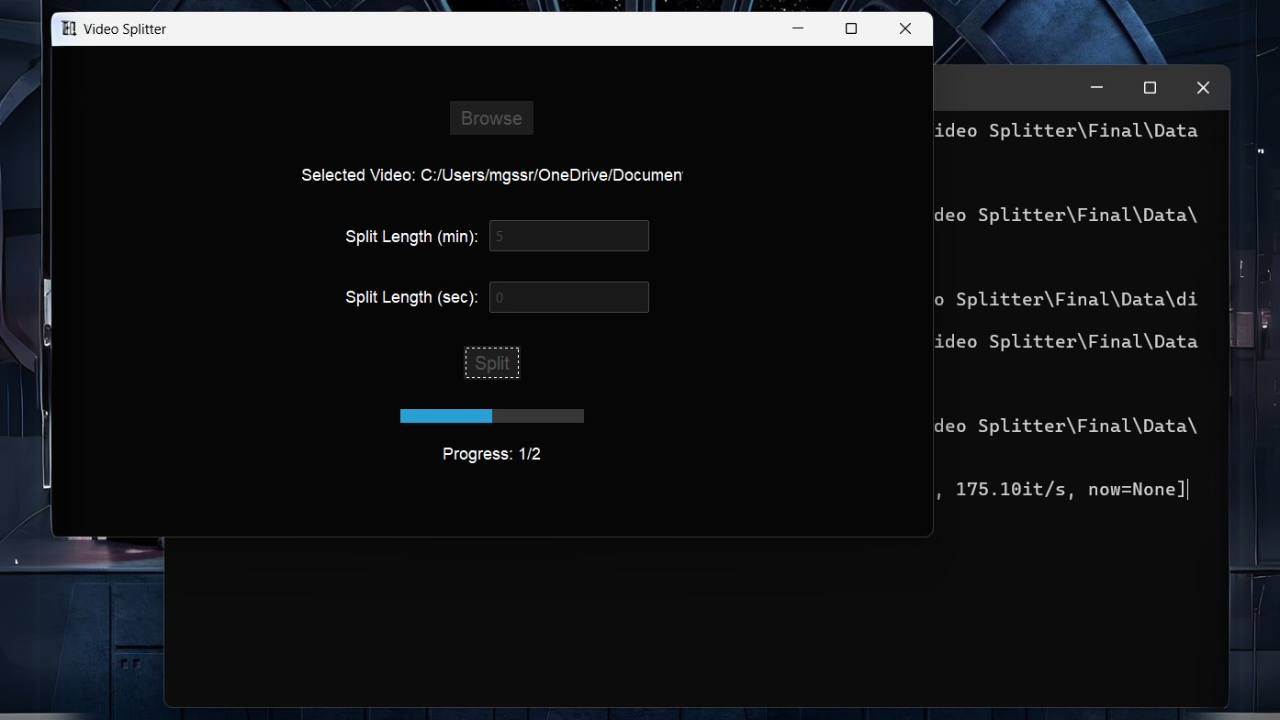 Video Splitter
Browse
Selected Video: C:/Users/mgssr/OneDrive/Documen
Split Length (min): 5
Split Length (sec): 0
Split
Progress: 1/2
ideo Splitter\Final\Data
deo Splitter\Final\Data\
o Splitter\Final\Data\di
ideo Splitter\Final\Data
deo Splitter\Final\Data\
, 175.10it/s, now=None]